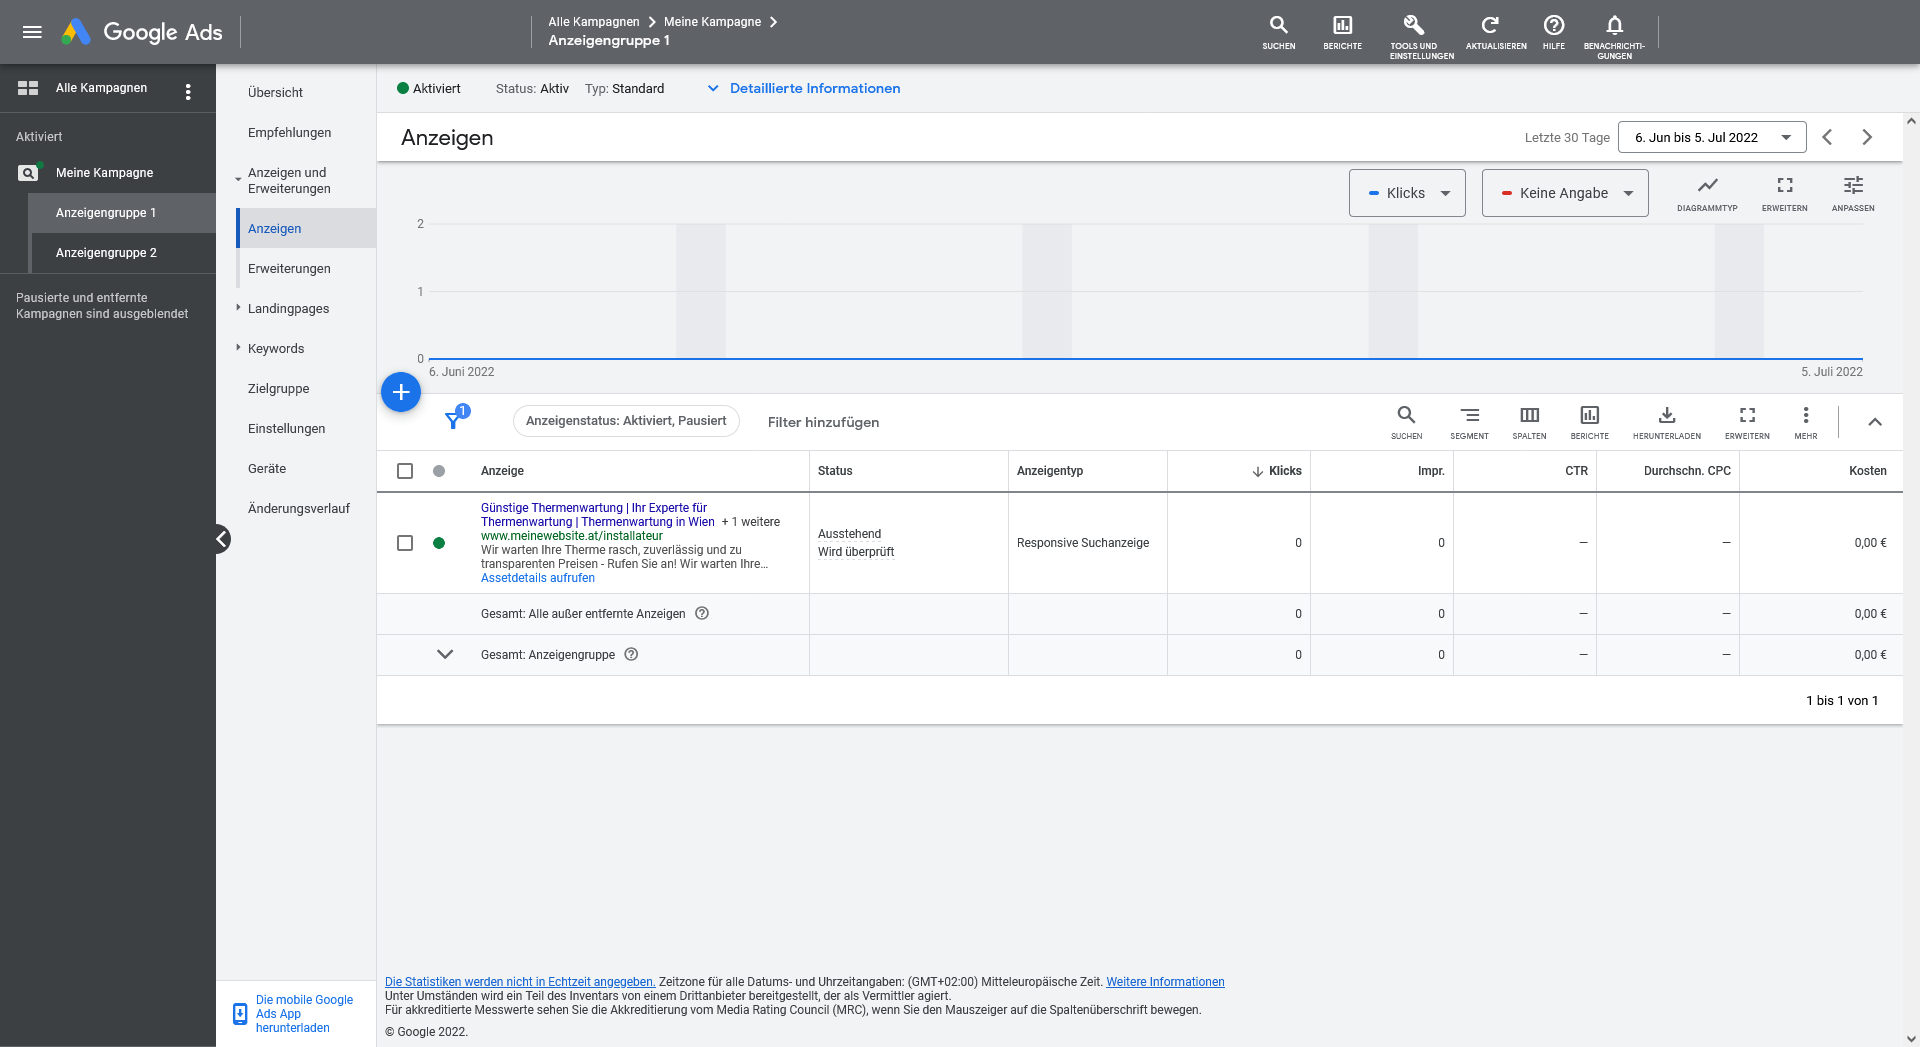 Google Ads
Alle Kampagnen
Meine Kampagne
Anzeigengruppe 1
SUCHEN
BERICHTE
TOOLS UND
EINSTELLUNGEN
AKTUALISIEREN
HILFE
BENACHRICHTI-
GUNGEN
Alle Kampagnen
Aktiviert
Meine Kampagne
Anzeigengruppe 1
Anzeigengruppe 2
Pausierte und entfernte
Kampagnen sind ausgeblendet
Übersicht
Empfehlungen
Anzeigen und
Erweiterungen
Anzeigen
Erweiterungen
Landingpages
Keywords
Zielgruppe
Einstellungen
Geräte
Änderungsverlauf
Die mobile Google
Ads App
herunterladen
Aktiviert
Status: Aktiv
Typ: Standard
Detaillierte Informationen
Anzeigen
Letzte 30 Tage
6. Jun bis 5. Jul 2022
Klicks
Keine Angabe
DIAGRAMMTYP
ERWEITERN
ANPASSEN
2
1
0
6. Juni 2022
5. Juli 2022
1
Anzeigenstatus: Aktiviert, Pausiert
Filter hinzufügen
SUCHEN
SEGMENT
SPALTEN
BERICHTE
HERUNTERLADEN
ERWEITERN
MEHR
Anzeige
Status
Anzeigentyp
Klicks
Impr.
CTR
Durchschn. CPC
Kosten
Günstige Thermenwartung | Ihr Experte für
Thermenwartung | Thermenwartung in Wien + 1 weitere
www.meinewebsite.at/installateur
Wir warten Ihre Therme rasch, zuverlässig und zu
transparenten Preisen - Rufen Sie an! Wir warten Ihre...
Assetdetails aufrufen
Ausstehend
Wird überprüft
Responsive Suchanzeige
0
0
—
—
0,00 €
Gesamt: Alle außer entfernte Anzeigen
0
0
—
—
0,00 €
Gesamt: Anzeigengruppe
0
0
—
—
0,00 €
1 bis 1 von 1
Die Statistiken werden nicht in Echtzeit angegeben. Zeitzone für alle Datums- und Uhrzeitangaben: (GMT+02:00) Mitteleuropäische Zeit. Weitere Informationen
Unter Umständen wird ein Teil des Inventars von einem Drittanbieter bereitgestellt, der als Vermittler agiert.
Für akkreditierte Messwerte sehen Sie die Akkreditierung vom Media Rating Council (MRC), wenn Sie den Mauszeiger auf die Spaltenüberschrift bewegen.
© Google 2022.